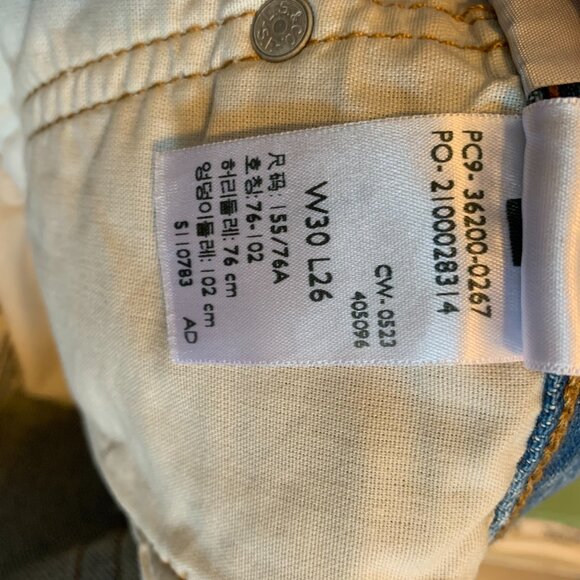 PC9- 36200-0267
PO- 2100028314
CW- 0523
405096
W30 L26
尺码: 155/76A
호칭:76-102
허리둘레:76 cm
엉덩이둘레: 102 cm
5110783 AD